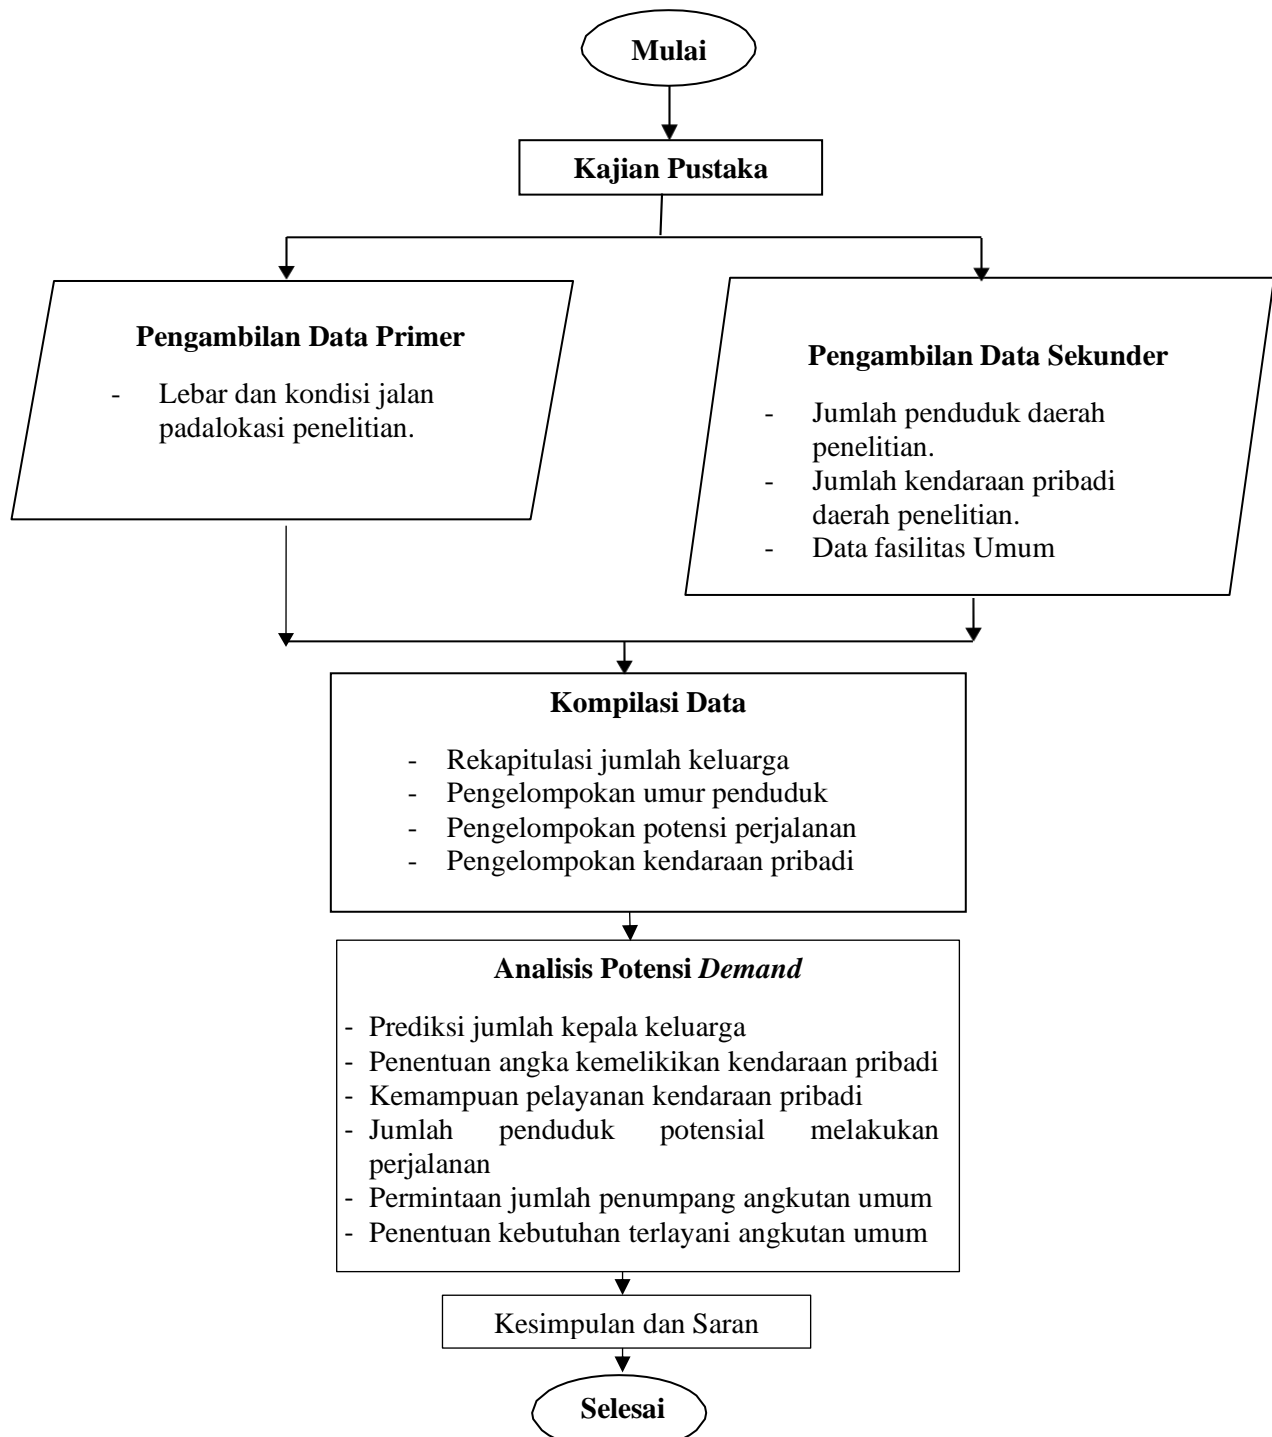 Mulai
Kajian Pustaka
Pengambilan Data Primer
- Lebar dan kondisi jalan
padalokasi penelitian.
Pengambilan Data Sekunder
- Jumlah penduduk daerah
penelitian.
- Jumlah kendaraan pribadi
daerah penelitian.
- Data fasilitas Umum
Kompilasi Data
- Rekapitulasi jumlah keluarga
- Pengelompokan umur penduduk
- Pengelompokan potensi perjalanan
- Pengelompokan kendaraan pribadi
Analisis Potensi Demand
- Prediksi jumlah kepala keluarga
- Penentuan angka kemelikikan kendaraan pribadi
- Kemampuan pelayanan kendaraan pribadi
- Jumlah penduduk potensial melakukan
perjalanan
- Permintaan jumlah penumpang angkutan umum
- Penentuan kebutuhan terlayani angkutan umum
Kesimpulan dan Saran
Selesai